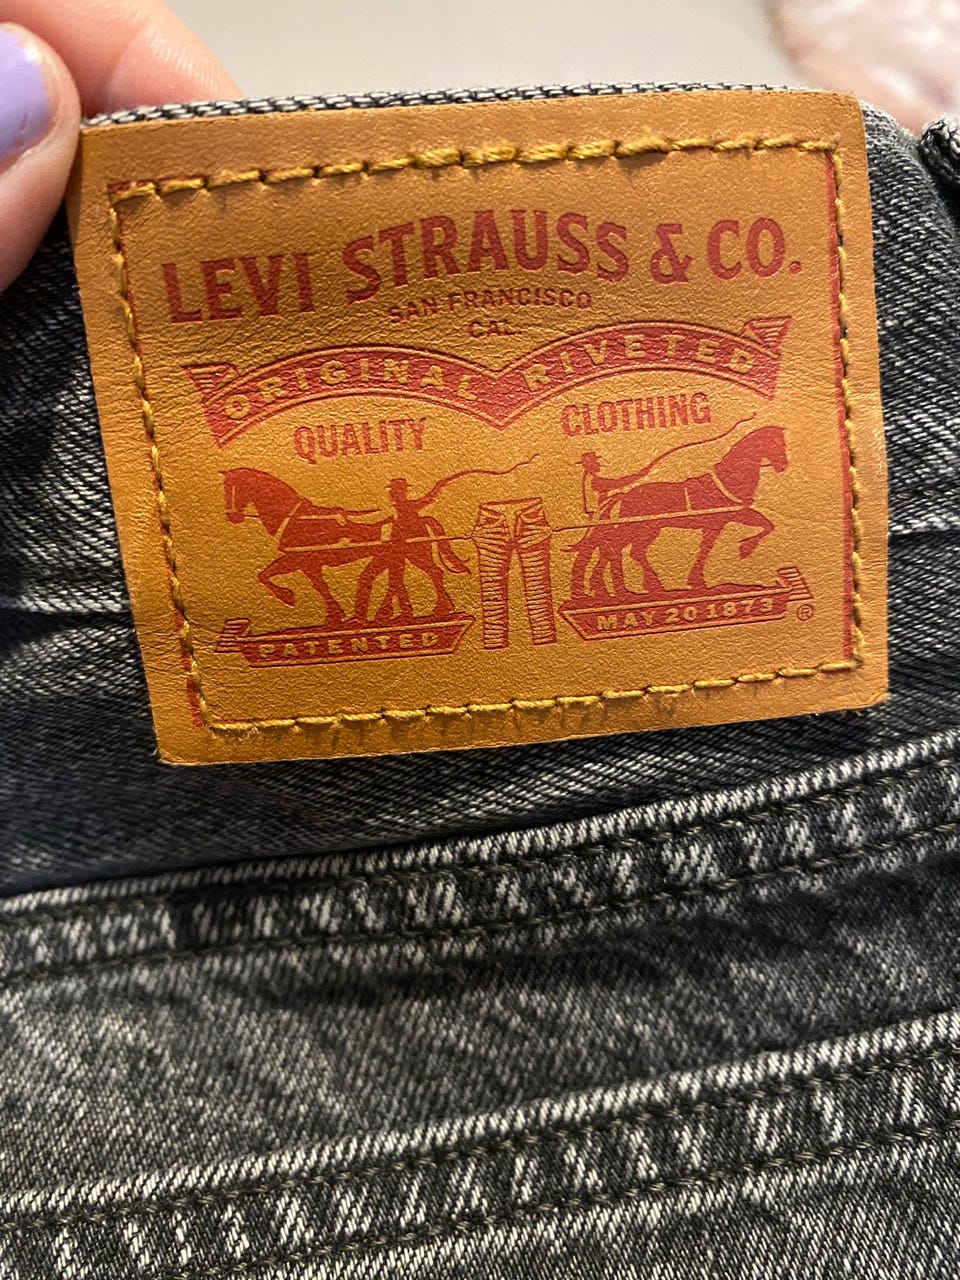 LEVI STRAUSS & CO.
SAN FRANCISCO
CAL.
ORIGINAL RIVETED
QUALITY CLOTHING
PATENTED MAY 20 1873 ®